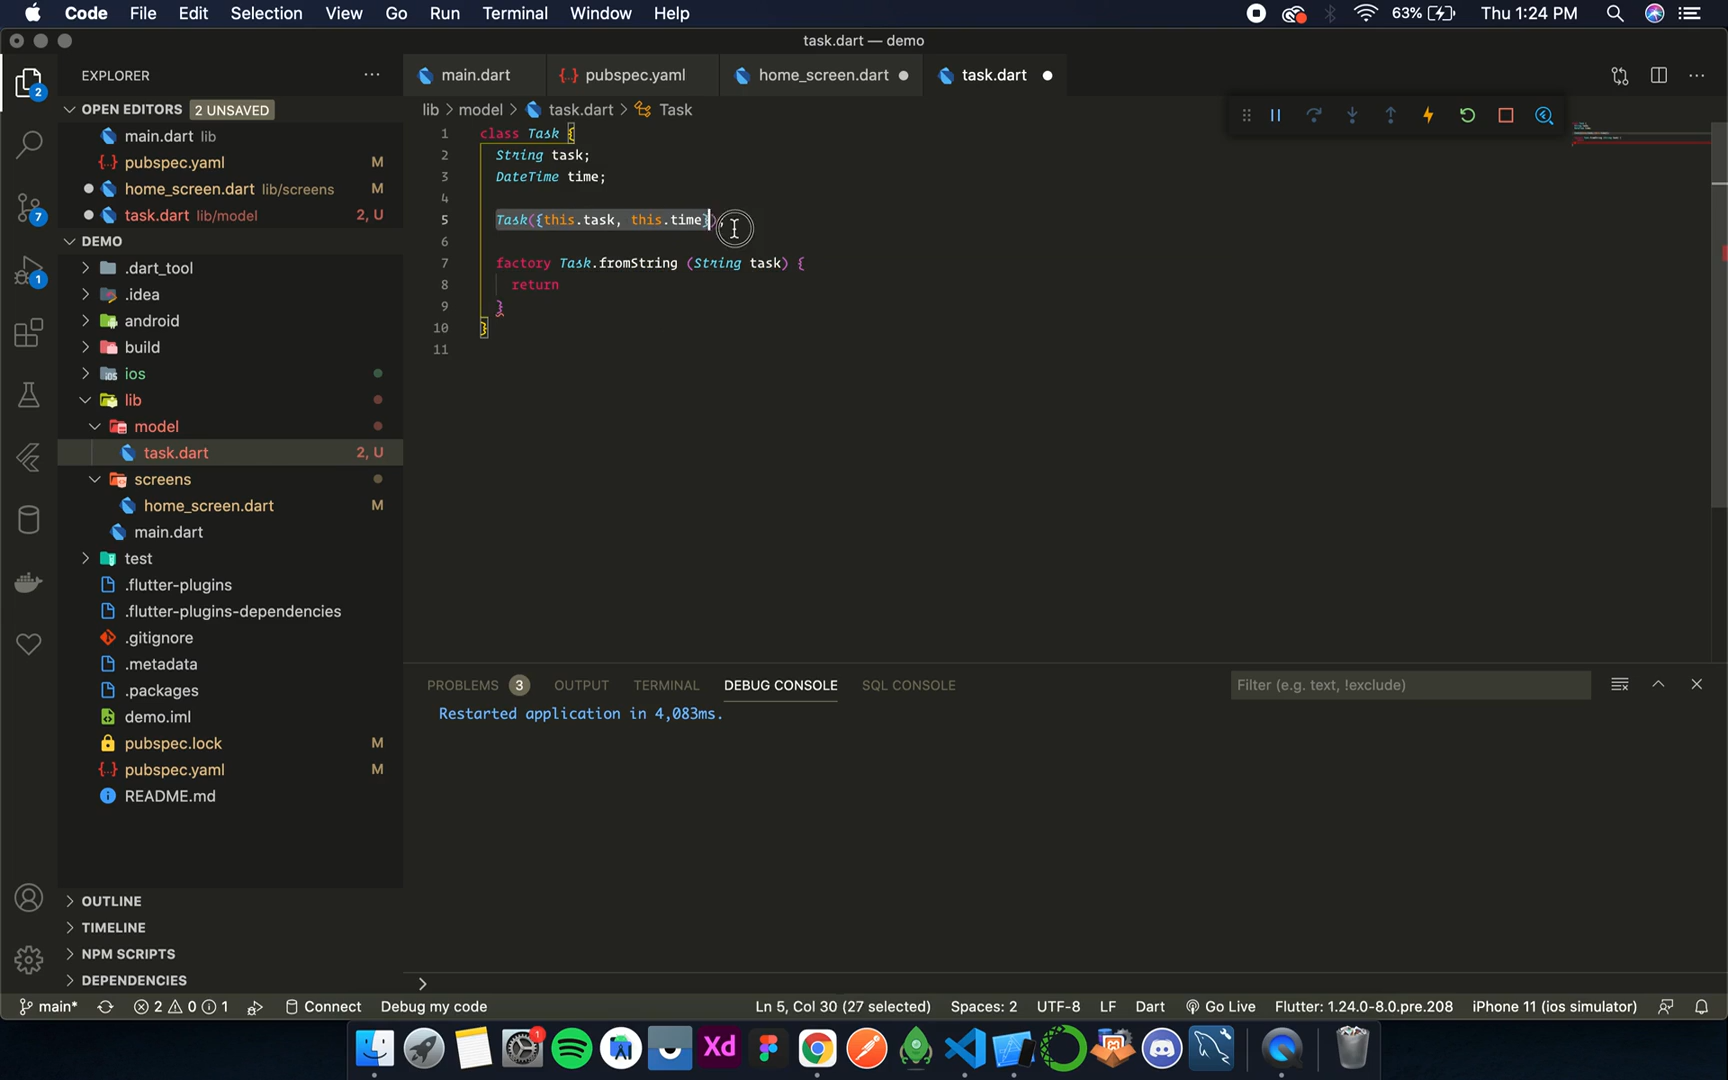 Code File Edit Selection View Go Run Terminal Window Help
63% Thu 1:24 PM
task.dart — demo
EXPLORER
main.dart pubspec.yaml home_screen.dart task.dart
OPEN EDITORS 2 UNSAVED
lib > model > task.dart > Task
main.dart lib
pubspec.yaml M
home_screen.dart lib/screens M
task.dart lib/model 2, U
DEMO
.dart_tool
.idea
android
build
ios
lib
model
task.dart 2, U
screens
home_screen.dart M
main.dart
test
.flutter-plugins
.flutter-plugins-dependencies
.gitignore
.metadata
.packages
demo.iml
pubspec.lock M
pubspec.yaml M
README.md
OUTLINE
TIMELINE
NPM SCRIPTS
DEPENDENCIES
2
7
1
1 class Task {
2 String task;
3 DateTime time;
4
5 Task({this.task, this.time});
6
7 factory Task.fromString (String task) {
8 return
9 }
10 }
11
PROBLEMS 3 OUTPUT TERMINAL DEBUG CONSOLE SQL CONSOLE Filter (e.g. text, !exclude)
Restarted application in 4,083ms.
>
main* 2 0 1 Connect Debug my code Ln 5, Col 30 (27 selected) Spaces: 2 UTF-8 LF Dart Go Live Flutter: 1.24.0-8.0.pre.208 iPhone 11 (ios simulator)
1
Xd